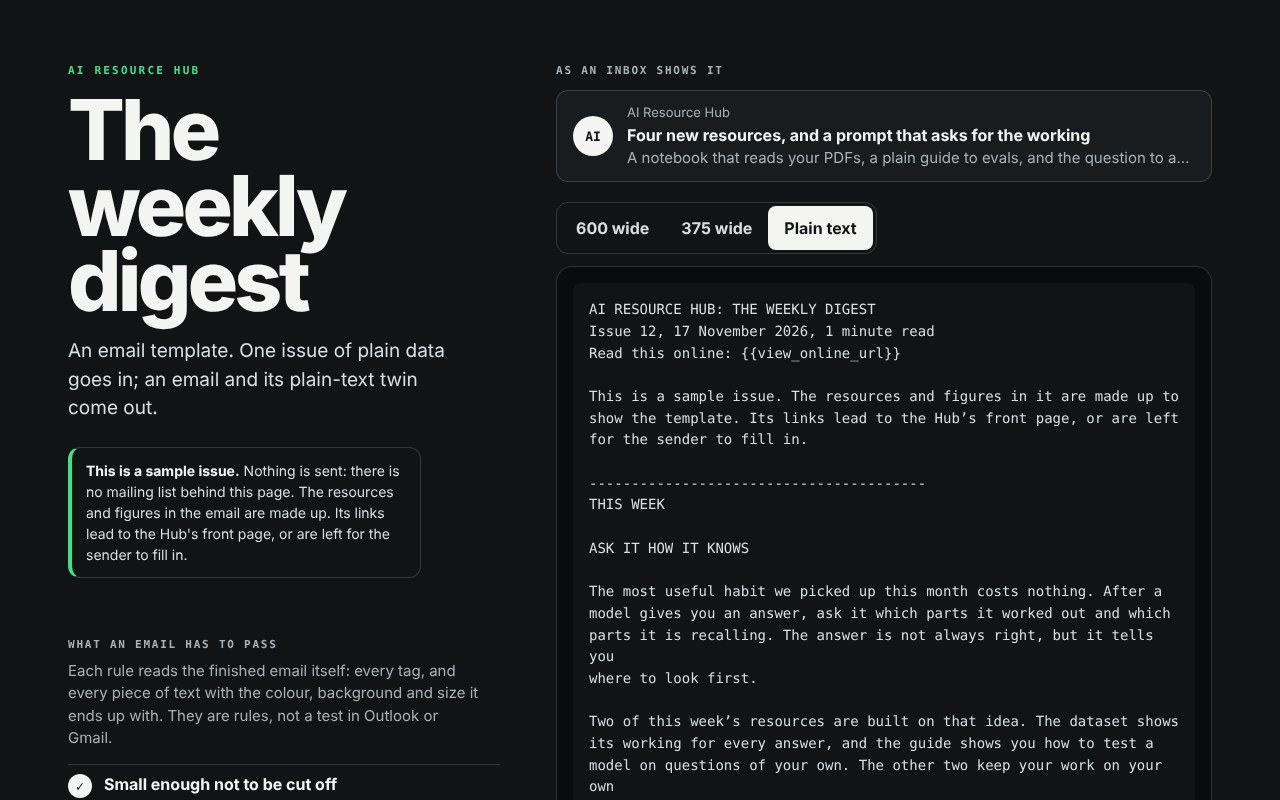 AI RESOURCE HUB
The
weekly
digest
An email template. One issue of plain data
goes in; an email and its plain-text twin
come out.
This is a sample issue. Nothing is sent: there is
no mailing list behind this page. The resources
and figures in the email are made up. Its links
lead to the Hub's front page, or are left for the
sender to fill in.
WHAT AN EMAIL HAS TO PASS
Each rule reads the finished email itself: every tag, and
every piece of text with the colour, background and size it
ends up with. They are rules, not a test in Outlook or
Gmail.
✓ Small enough not to be cut off
AS AN INBOX SHOWS IT
AI
AI Resource Hub
Four new resources, and a prompt that asks for the working
A notebook that reads your PDFs, a plain guide to evals, and the question to a…
600 wide 375 wide Plain text
AI RESOURCE HUB: THE WEEKLY DIGEST
Issue 12, 17 November 2026, 1 minute read
Read this online: {{view_online_url}}
This is a sample issue. The resources and figures in it are made up to
show the template. Its links lead to the Hub’s front page, or are left
for the sender to fill in.
----------------------------------------
THIS WEEK
ASK IT HOW IT KNOWS
The most useful habit we picked up this month costs nothing. After a
model gives you an answer, ask it which parts it worked out and which
parts it is recalling. The answer is not always right, but it tells
you
where to look first.
Two of this week’s resources are built on that idea. The dataset shows
its working for every answer, and the guide shows you how to test a
model on questions of your own. The other two keep your work on your
own